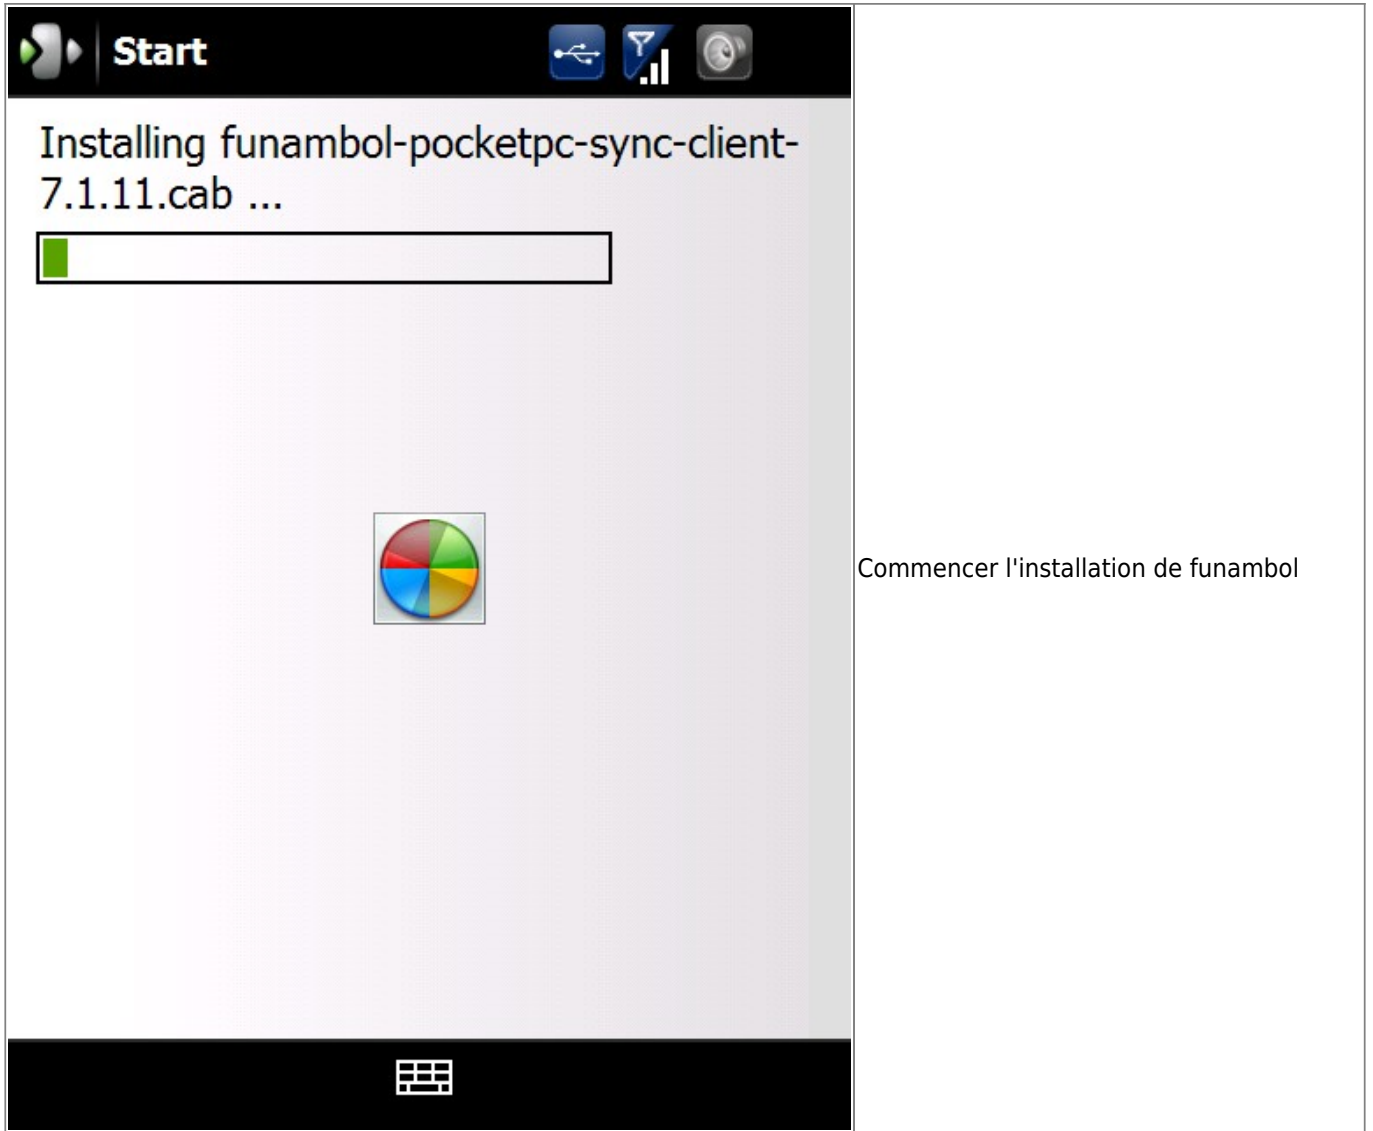 Start
Installing funambol-pocketpc-sync-client-
7.1.11.cab ...
Commencer l'installation de funambol